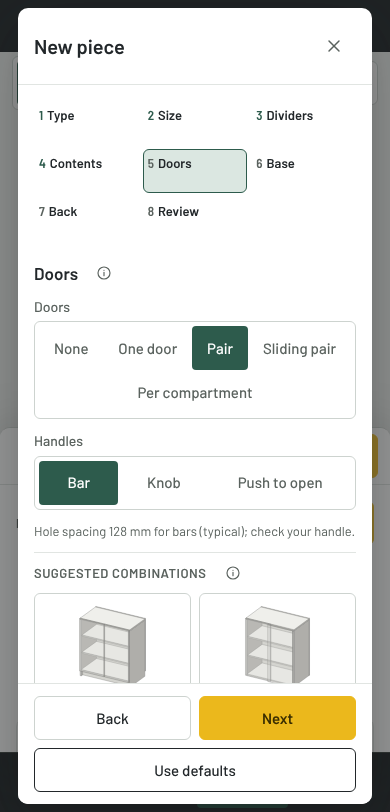 New piece
1 Type
2 Size
3 Dividers
4 Contents
5 Doors
6 Base
7 Back
8 Review
Doors
Doors
None
One door
Pair
Sliding pair
Per compartment
Handles
Bar
Knob
Push to open
Hole spacing 128 mm for bars (typical); check your handle.
SUGGESTED COMBINATIONS
Back
Next
Use defaults